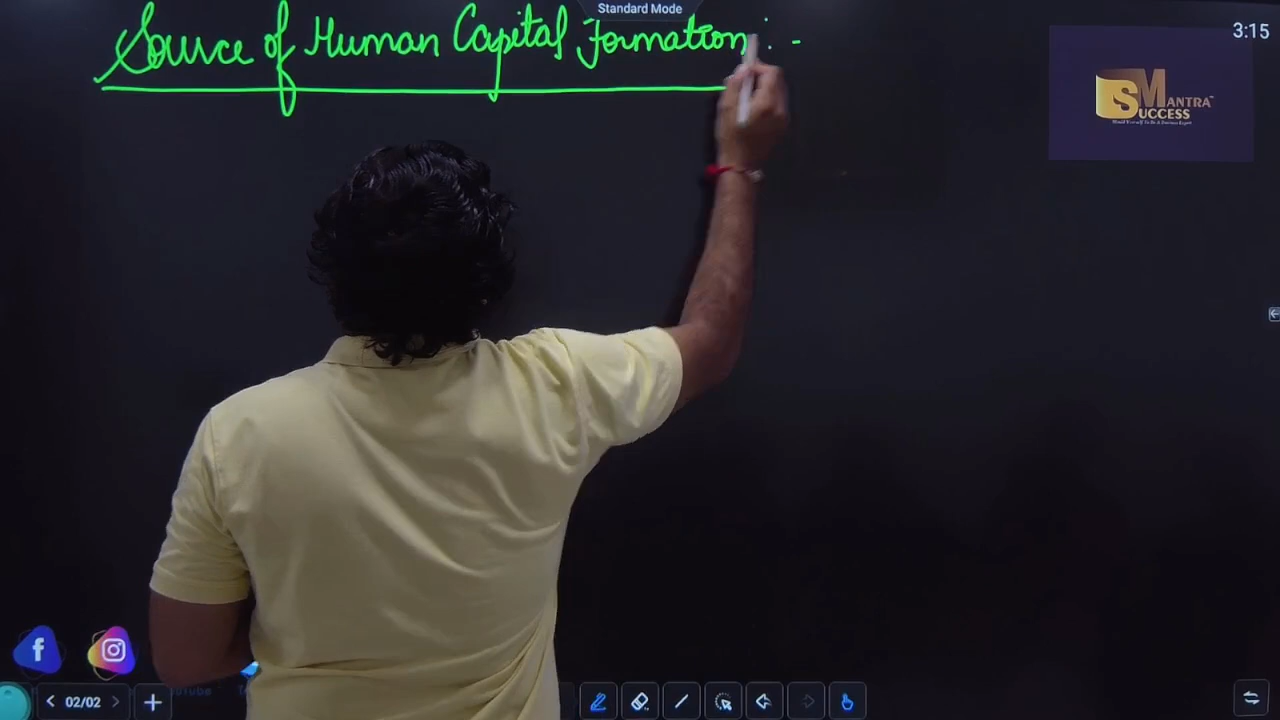 Standard Mode
Source of Human Capital Formation : -
3:15
SMANTRA
SUCCESS
02/02